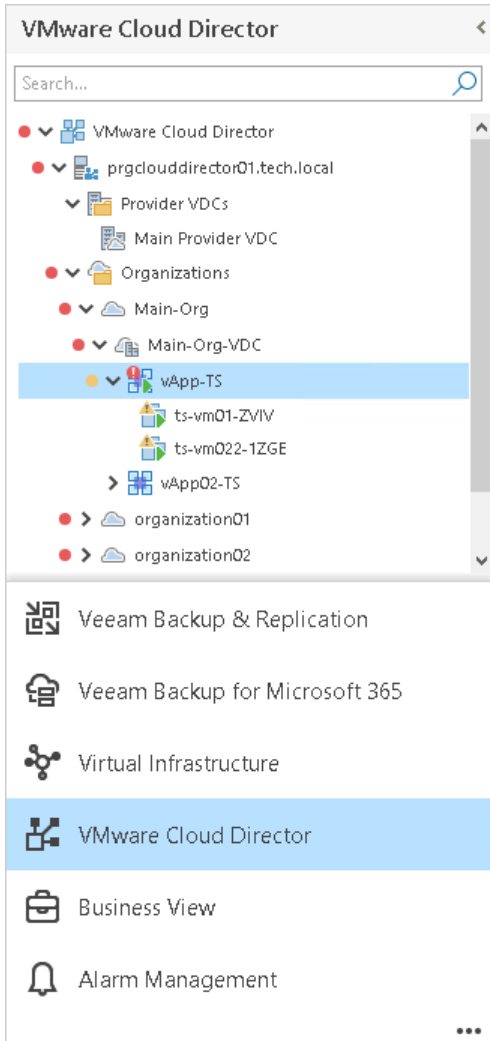 VMware Cloud Director
Search...
VMware Cloud Director
prgclouddirector01.tech.local
Provider VDCs
Main Provider VDC
Organizations
Main-Org
Main-Org-VDC
vApp-TS
ts-vm01-ZVIV
ts-vm022-1ZGE
vApp02-TS
organization01
organization02
Veeam Backup & Replication
Veeam Backup for Microsoft 365
Virtual Infrastructure
VMware Cloud Director
Business View
Alarm Management